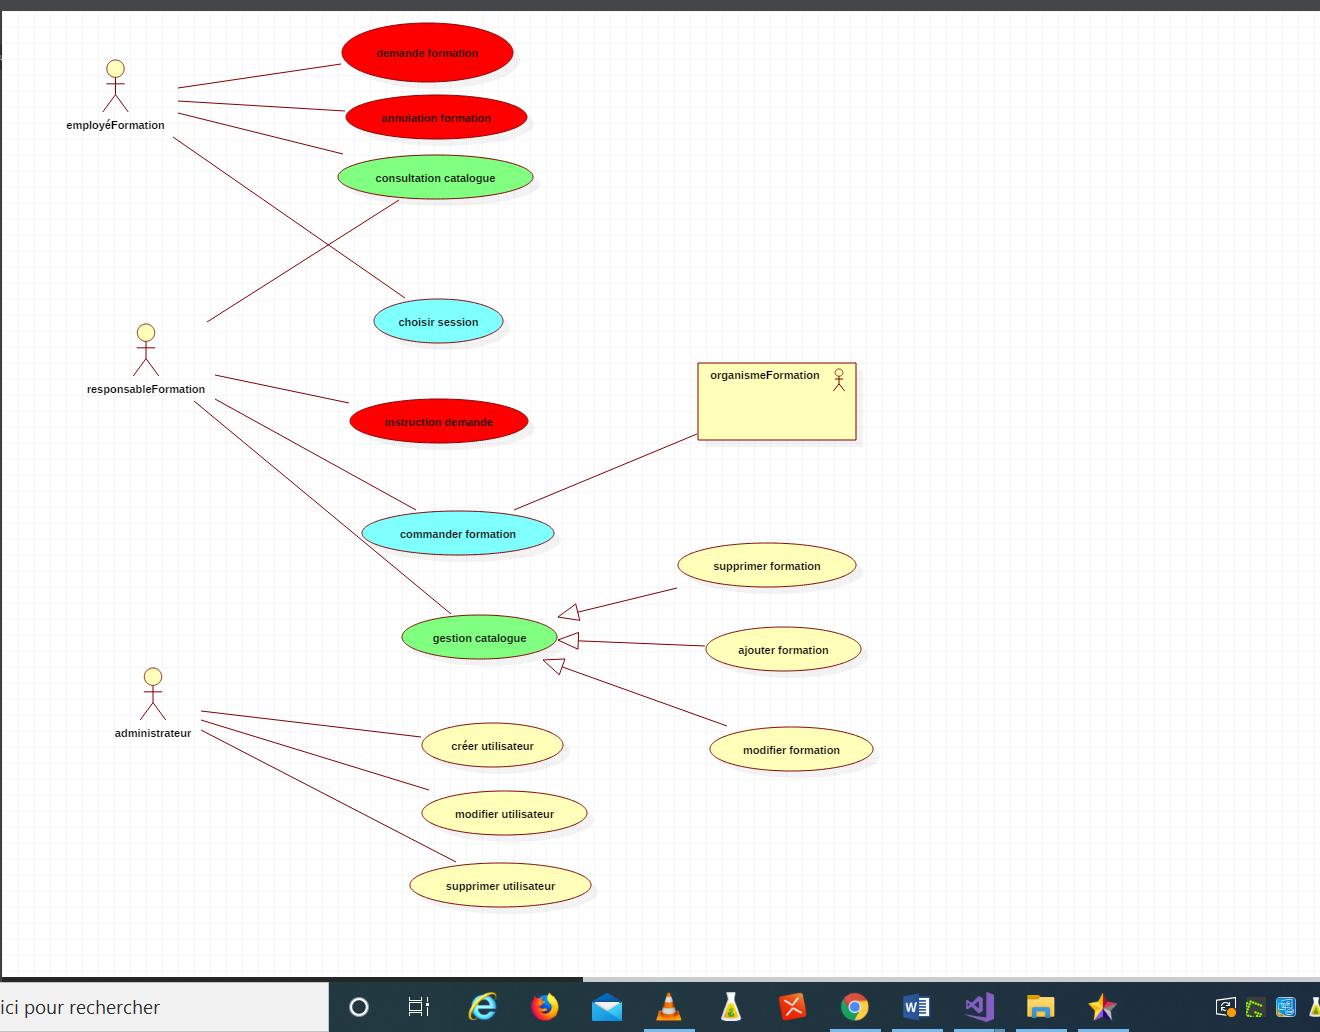 demande formation
annulation formation
employéFormation
consultation catalogue
choisir session
organismeFormation
responsableFormation
instruction demande
commander formation
supprimer formation
gestion catalogue
ajouter formation
administrateur
créer utilisateur
modifier formation
modifier utilisateur
supprimer utilisateur
ici pour rechercher